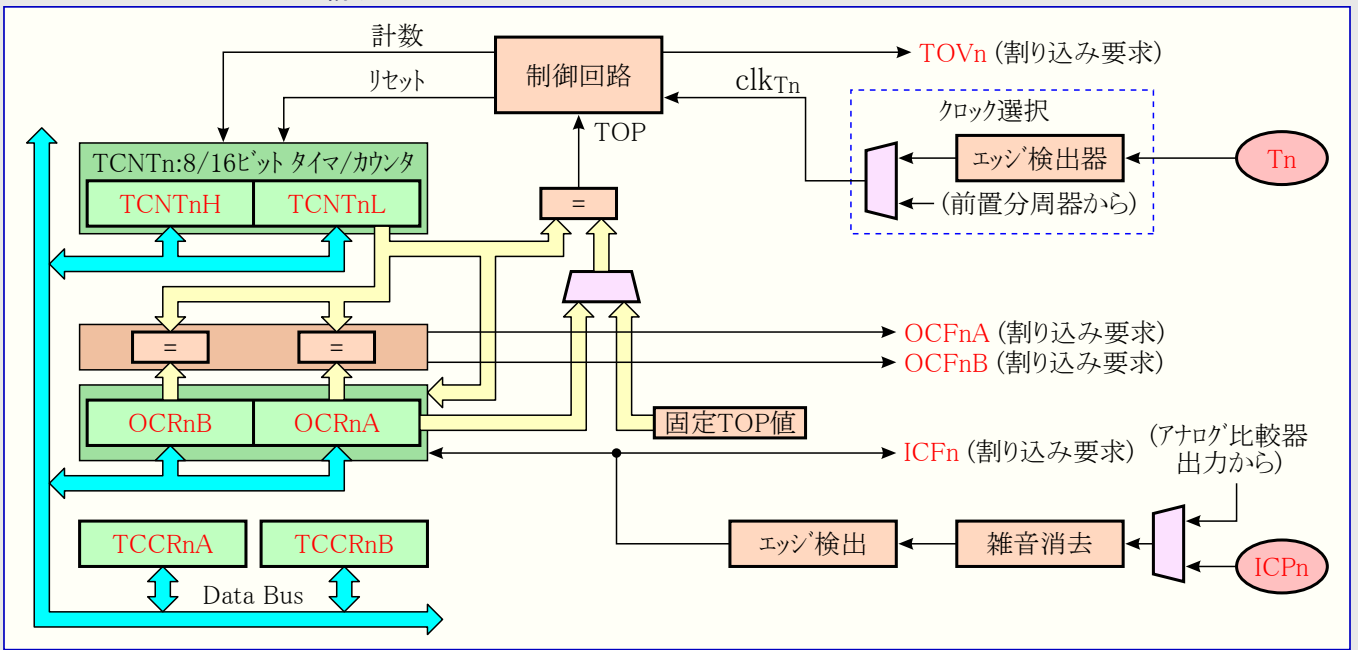 計数
制御回路
TOVn (割り込み要求)
リセット
clkTn
クロック選択
TOP
エッジ検出器
Tn
TCNTn:8/16ビット タイマ/カウンタ
TCNTnH
TCNTnL
=
(前置分周器から)
=
=
OCFnA (割り込み要求)
OCFnB (割り込み要求)
OCRnB
OCRnA
固定TOP値
ICFn (割り込み要求)
(アナログ比較器
出力から)
TCCRnA
TCCRnB
エッジ検出
雑音消去
ICPn
Data Bus